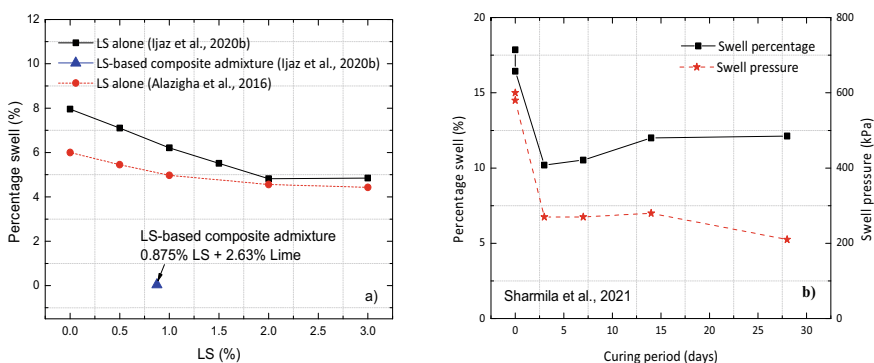 12
10
8
6
4
2
0
Percentage swell (%)
LS alone (Ijaz et al., 2020b)
LS-based composite admixture (Ijaz et al., 2020b)
LS alone (Alazigha et al., 2016)
LS-based composite admixture
0.875% LS + 2.63% Lime
a)
0.0 0.5 1.0 1.5 2.0 2.5 3.0
LS (%)
20
15
10
5
0
Percentage swell (%)
Swell percentage
Swell pressure
Sharmila et al., 2021
b)
0 5 10 15 20 25 30
Curing period (days)
800
600
400
200
0
Swell pressure (kPa)